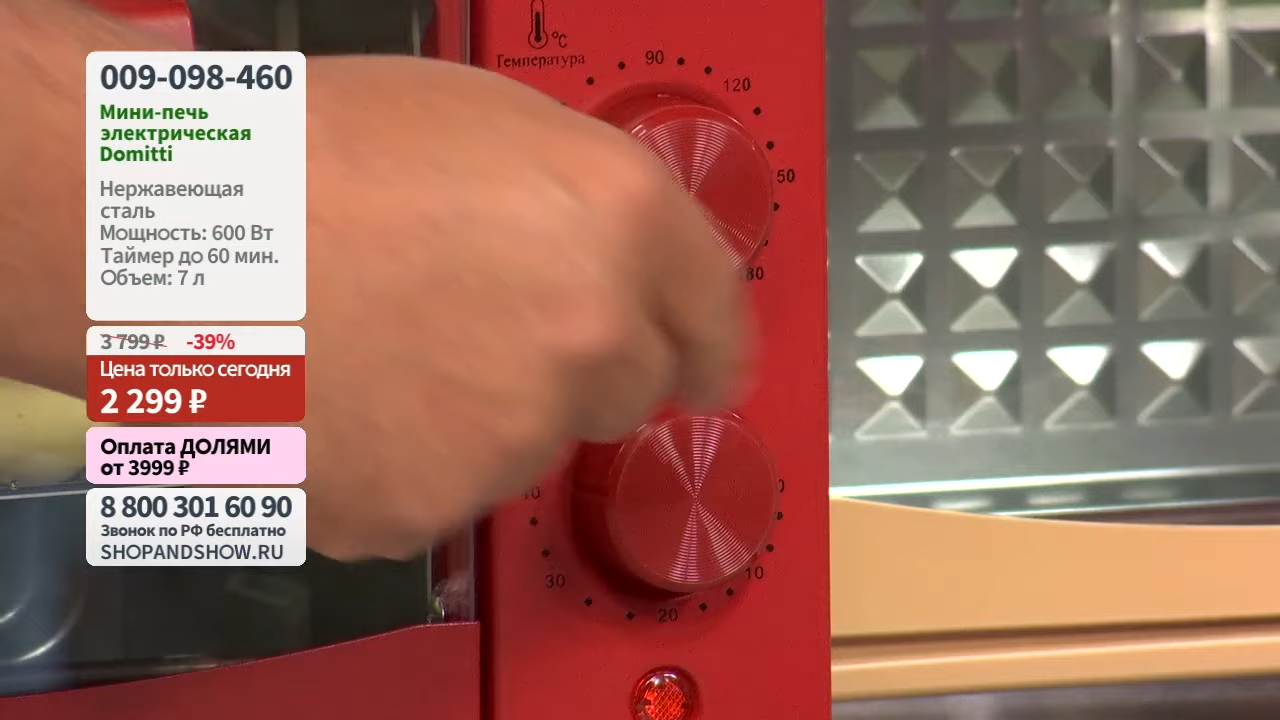 009-098-460
Мини-печь
электрическая
Domitti
Нержавеющая
сталь
Мощность: 600 Вт
Таймер до 60 мин.
Объем: 7 л
3 799 ₽ -39%
Цена только сегодня
2 299 ₽
Оплата ДОЛЯМИ
от 3999 ₽
8 800 301 60 90
Звонок по РФ бесплатно
SHOPANDSHOW.RU
°C
Температура
90
120
50
80
0
10
20
30